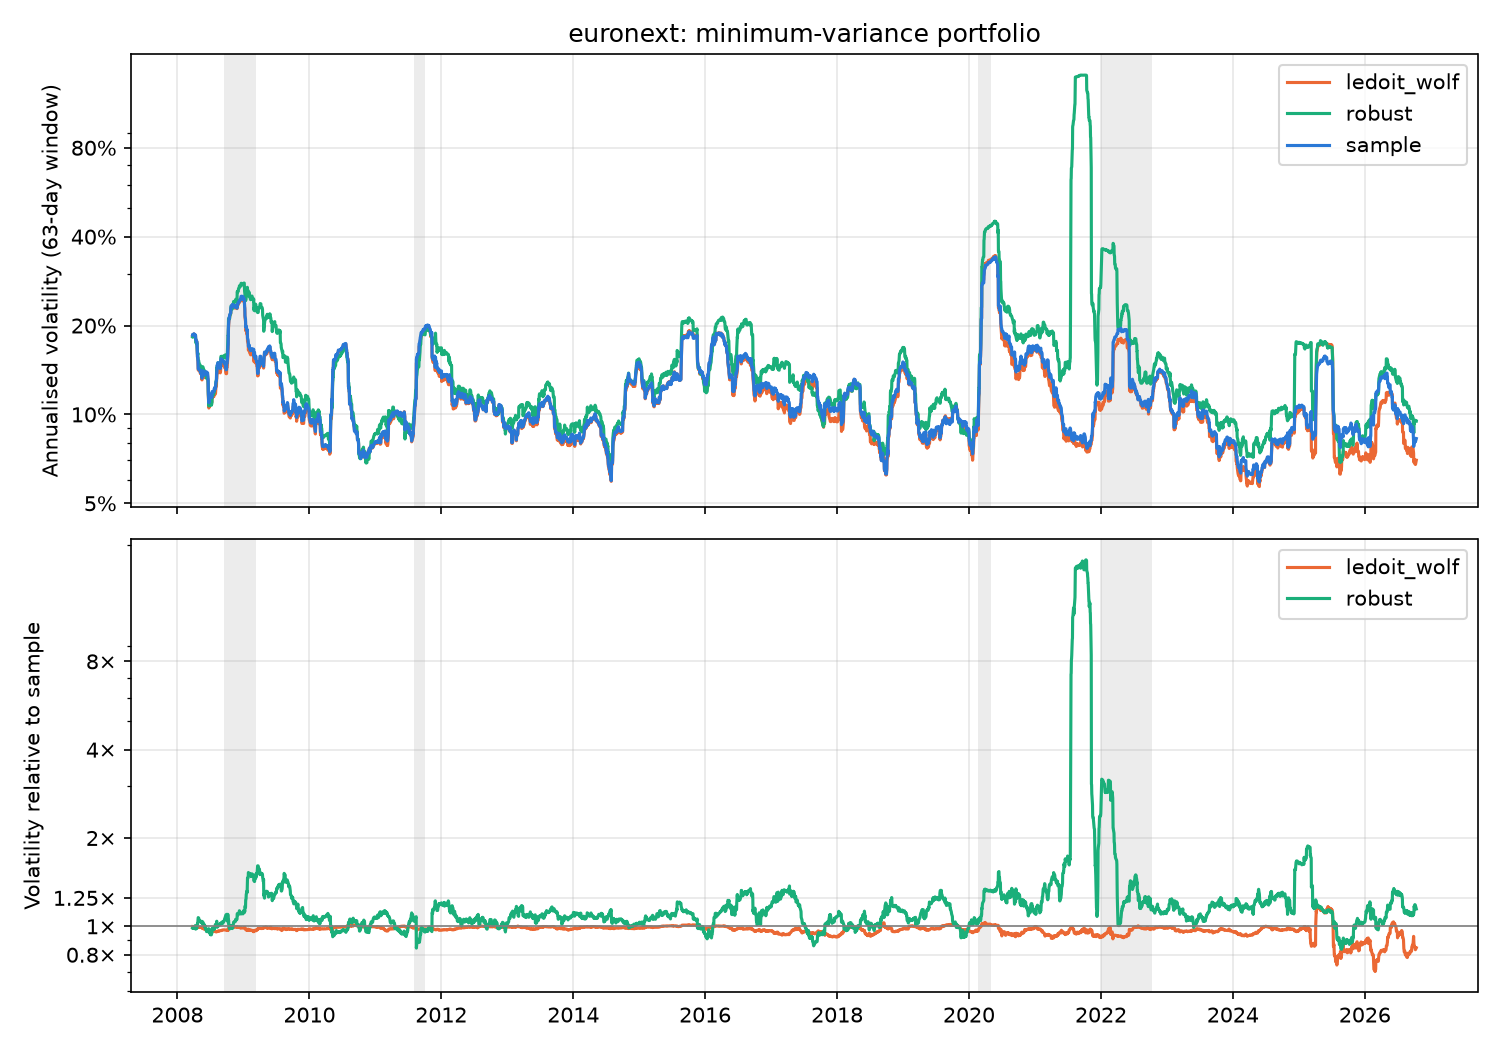 euronext: minimum-variance portfolio
Annualised volatility (63-day window)
80%
40%
20%
10%
5%
ledoit_wolf
robust
sample
Volatility relative to sample
8×
4×
2×
1.25×
1×
0.8×
ledoit_wolf
robust
2008 2010 2012 2014 2016 2018 2020 2022 2024 2026